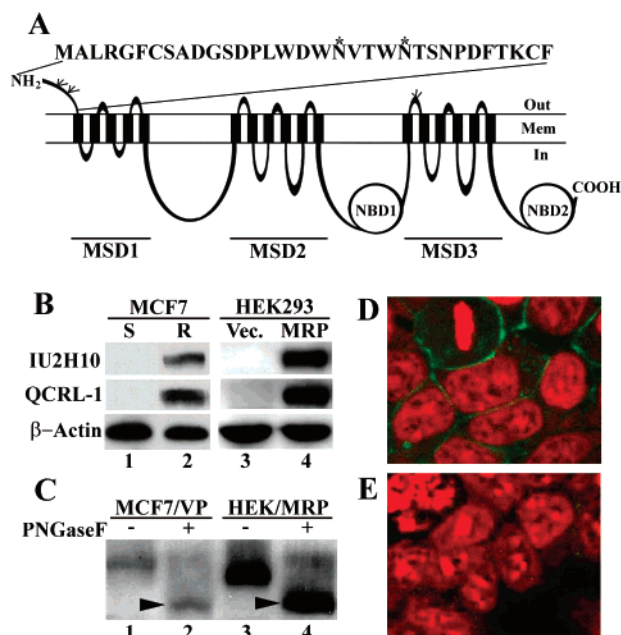 A
* *
MALRGFCSADGSDPLWDWNVTWNTSNPDFTKCF
NH2
Out
Mem
In
NBD1
NBD2
COOH
MSD1 MSD2 MSD3
B
MCF7 HEK293
S R Vec. MRP
IU2H10
QCRL-1
β-Actin
1 2 3 4
C
MCF7/VP HEK/MRP
PNGaseF - + - +
1 2 3 4
D
E